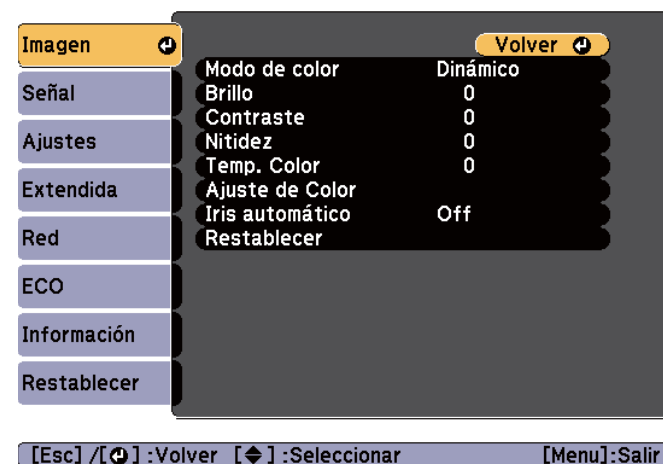 Imagen
Señal
Ajustes
Extendida
Red
ECO
Información
Restablecer
Volver
Modo de color Dinámico
Brillo 0
Contraste 0
Nitidez 0
Temp. Color 0
Ajuste de Color
Iris automático Off
Restablecer
[Esc] /[ ] :Volver [ ] :Seleccionar [Menu]:Salir